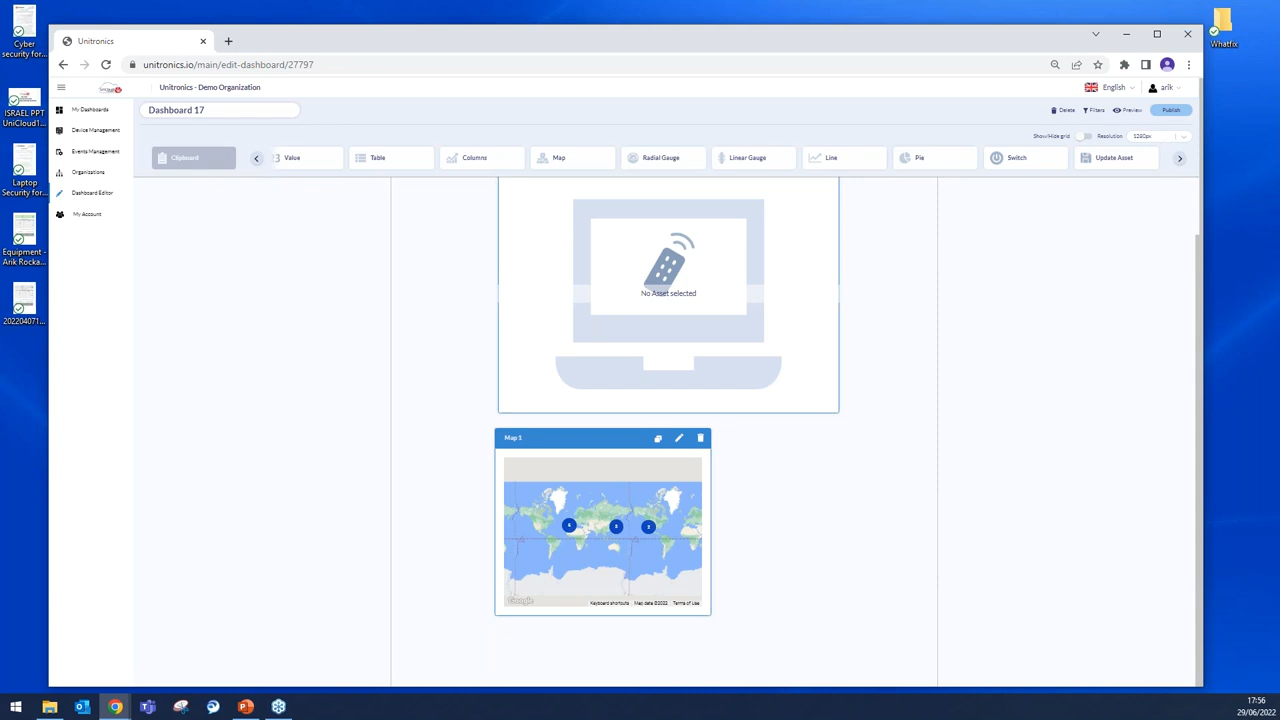 Cyber
security for...
ISRAEL PPT
UniCloud1...
Laptop
Security for...
Equipment -
Arik Rocka...
202204071...
Whatfix
Unitronics
unitronics.io/main/edit-dashboard/27797
Unitronics - Demo Organization
English
arik
My Dashboards
Device Management
Events Management
Organizations
Dashboard Editor
My Account
Dashboard 17
Delete
Filters
Preview
Publish
Show/Hide grid
Resolution
1280px
Clipboard
Value
Table
Columns
Map
Radial Gauge
Linear Gauge
Line
Pie
Switch
Update Asset
No Asset selected
Map 1
Google
Keyboard shortcuts
Map data ©2022
Terms of Use
17:56
29/06/2022